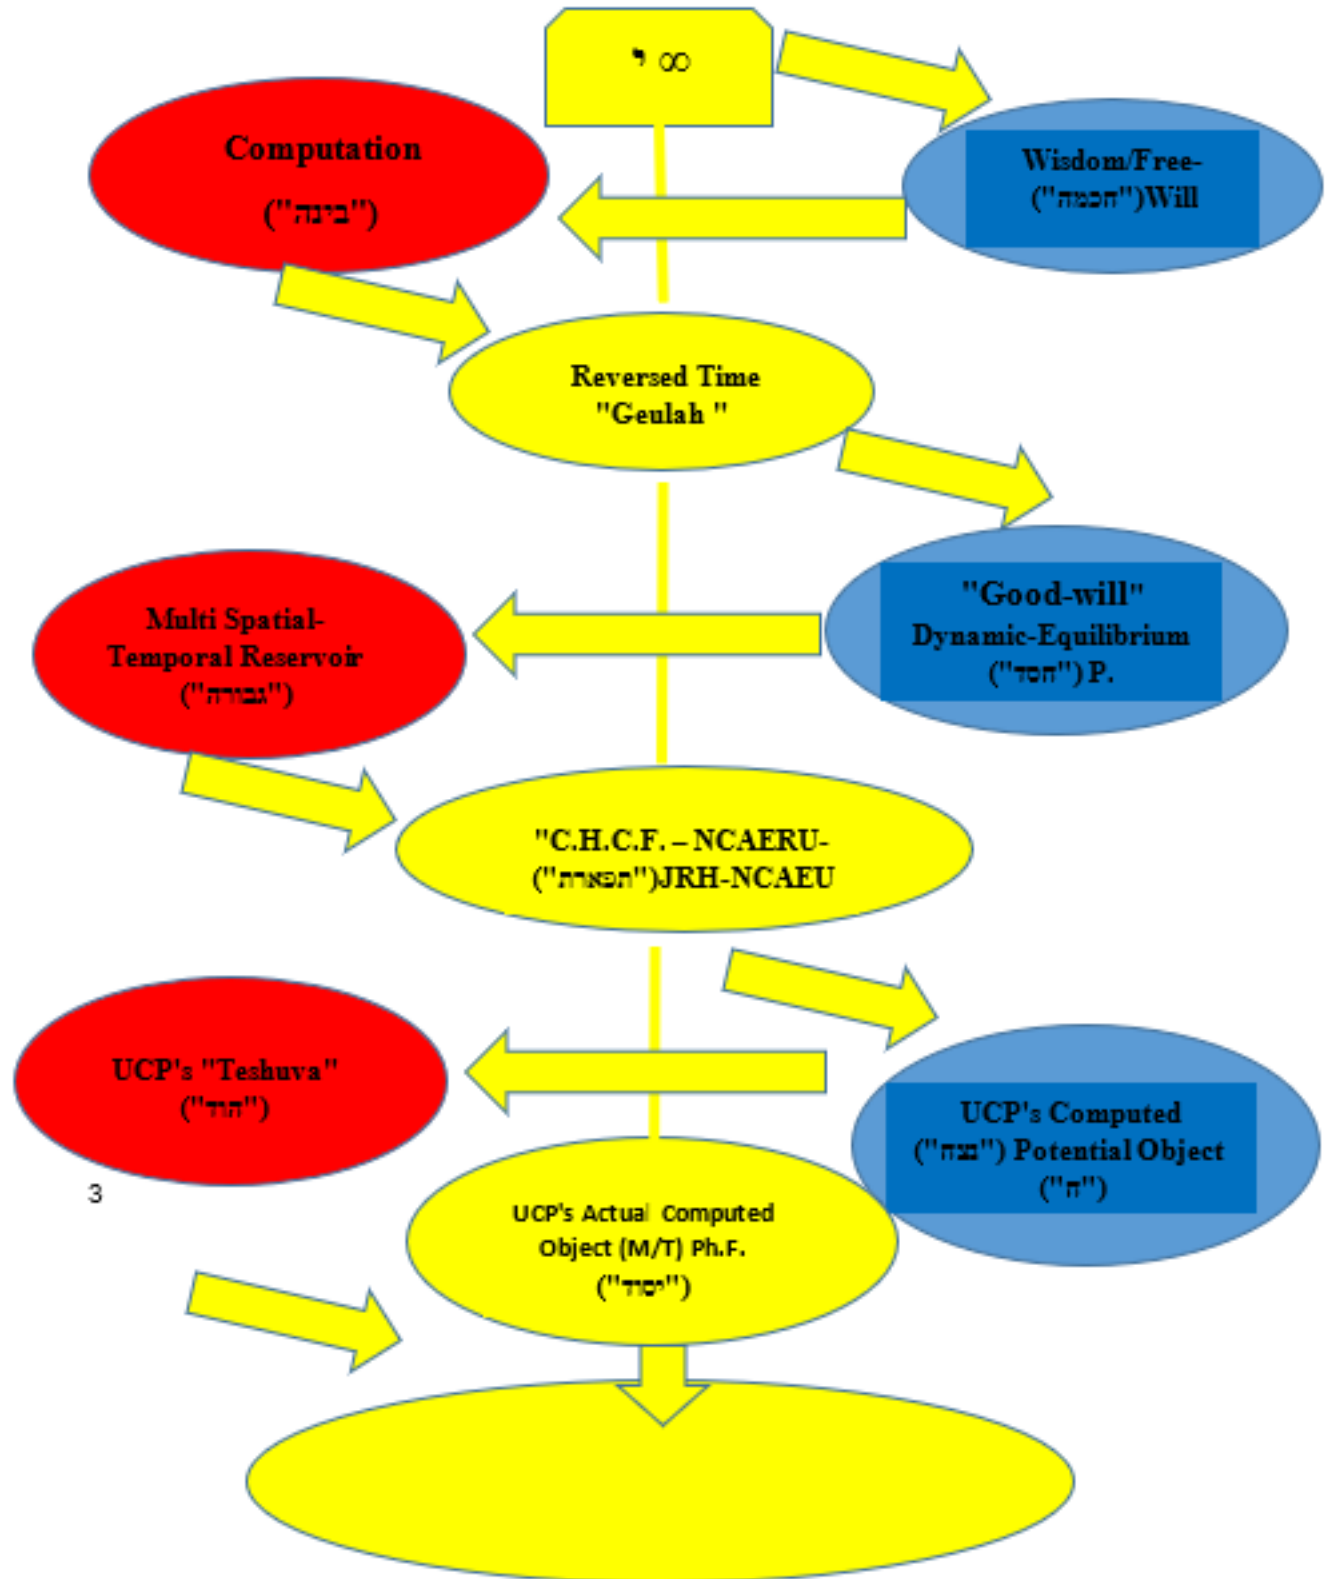 ∞ י
Computation
("בינה")
Wisdom/Free-
("חכמה")Will
Reversed Time
"Geulah "
"Good-will"
Dynamic-Equilibrium
("חסד") P.
Multi Spatial-
Temporal Reservoir
("גבורה")
"C.H.C.F. – NCAERU-
("תפארת")JRH-NCAEU
UCP's "Teshuva"
("הוד")
UCP's Computed
("נצח") Potential Object
("ח")
3
UCP's Actual Computed
Object (M/T) Ph.F.
("יסוד")